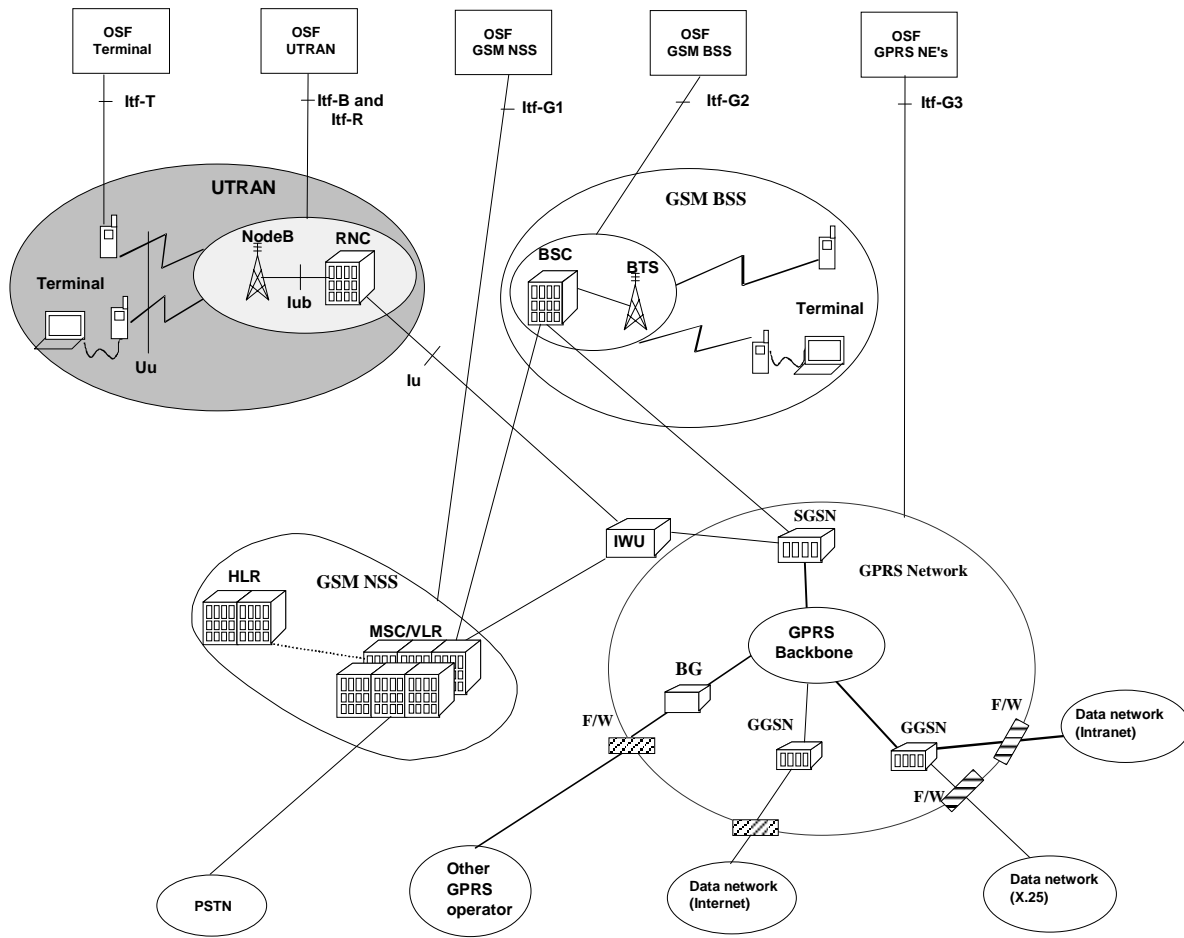 OSF
Terminal
OSF
UTRAN
OSF
GSM NSS
OSF
GSM BSS
OSF
GPRS NE's
Itf-T
Itf-B and
Itf-R
Itf-G1
Itf-G2
Itf-G3
UTRAN
GSM BSS
NodeB
RNC
BSC
BTS
Terminal
Iub
Terminal
Uu
Iu
SGSN
IWU
GPRS Network
HLR
GSM NSS
MSC/VLR
GPRS
Backbone
BG
F/W
GGSN
GGSN
F/W
Data network
(Intranet)
F/W
Other
GPRS
operator
PSTN
Data network
(Internet)
Data network
(X.25)